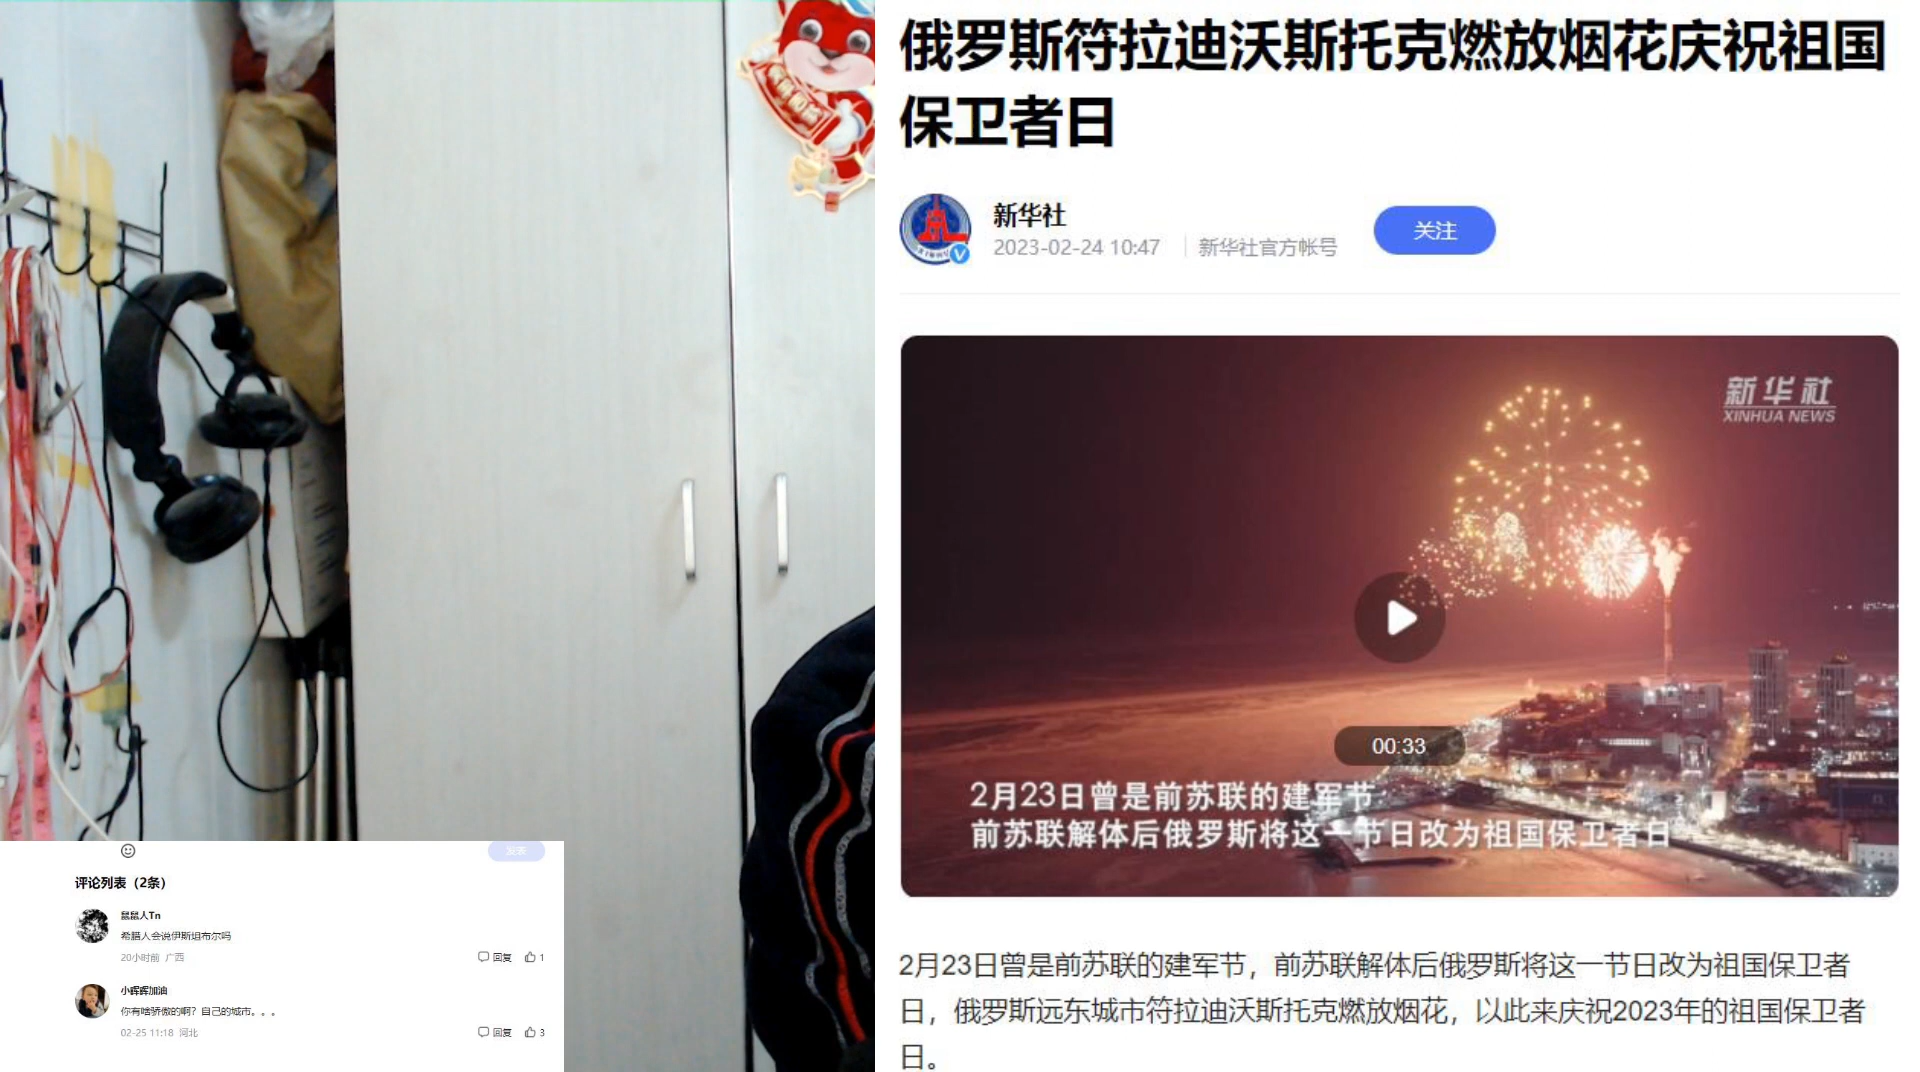 俄罗斯符拉迪沃斯托克燃放烟花庆祝祖国
保卫者日
新华社
2023-02-24 10:47
新华社官方帐号
关注
新华社
XINHUA NEWS
00:33
2月23日曾是前苏联的建军节
前苏联解体后俄罗斯将这一节日改为祖国保卫者日
2月23日曾是前苏联的建军节，前苏联解体后俄罗斯将这一节日改为祖国保卫者
日，俄罗斯远东城市符拉迪沃斯托克燃放烟花，以此来庆祝2023年的祖国保卫者
日。
发表
评论列表（2条）
鼠鼠人Tn
希腊人会说伊斯坦布尔吗
20小时前 广西
回复 1
小晖晖加油
你有啥骄傲的啊？自己的城市。。。
02-25 11:18 河北
回复 3